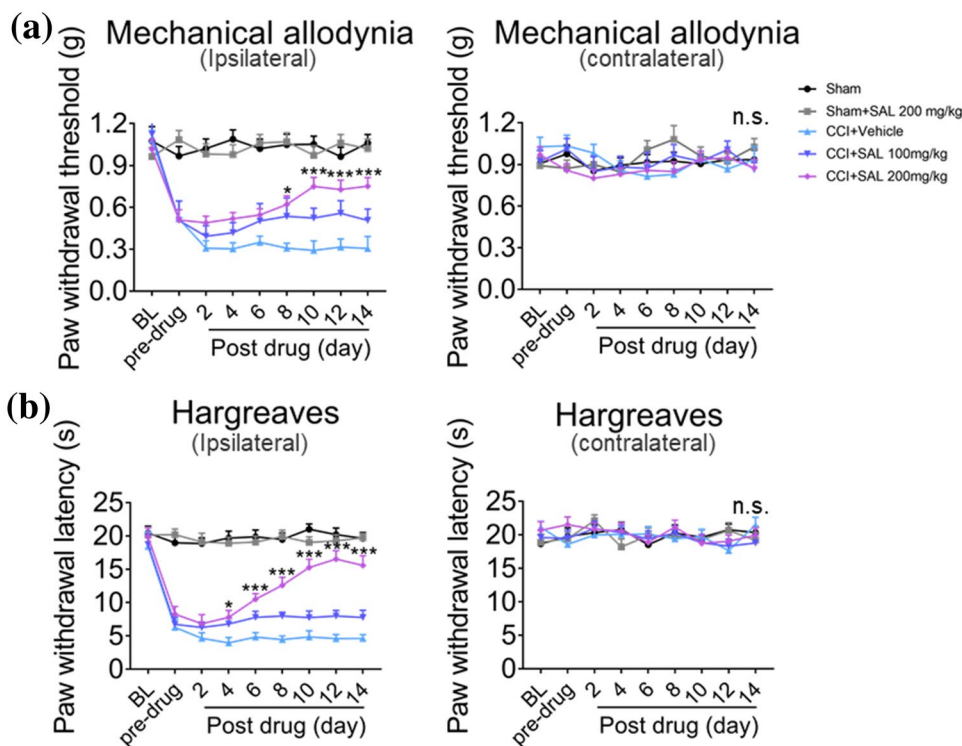 (a)
Mechanical allodynia
(Ipsilateral)
Paw withdrawal threshold (g)
1.2
0.9
0.6
0.3
0.0
* *** *** ***
BL pre-drug 2 4 6 8 10 12 14
Post drug (day)
Mechanical allodynia
(contralateral)
Paw withdrawal threshold (g)
1.2
0.9
0.6
0.3
0.0
n.s.
BL pre-drug 2 4 6 8 10 12 14
Post drug (day)
Sham
Sham+SAL 200 mg/kg
CCI+Vehicle
CCI+SAL 100mg/kg
CCI+SAL 200mg/kg
(b)
Hargreaves
(Ipsilateral)
Paw withdrawal latency (s)
25
20
15
10
5
0
* *** *** *** *** ***
BL pre-drug 2 4 6 8 10 12 14
Post drug (day)
Hargreaves
(contralateral)
Paw withdrawal latency (s)
25
20
15
10
5
0
n.s.
BL pre-drug 2 4 6 8 10 12 14
Post drug (day)